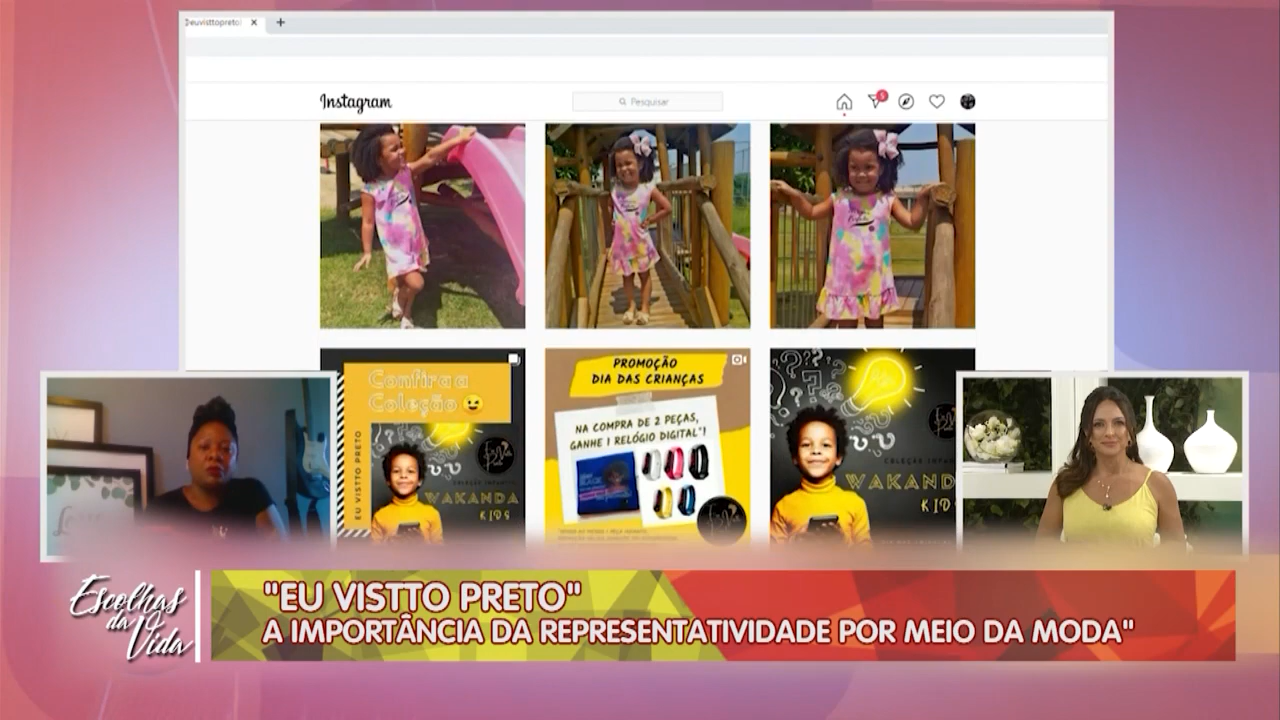 @euvisttopreto
Instagram
Pesquisar
5
Confira a
Coleção
EU VISTTO PRETO
WAKANDA
KIDS
PROMOÇÃO
DIA DAS CRIANÇAS
NA COMPRA DE 2 PEÇAS,
GANHE 1 RELÓGIO DIGITAL*!
WAKANDA
KIDS
Escolhas
da
Vida
"EU VISTTO PRETO"
A IMPORTÂNCIA DA REPRESENTATIVIDADE POR MEIO DA MODA"